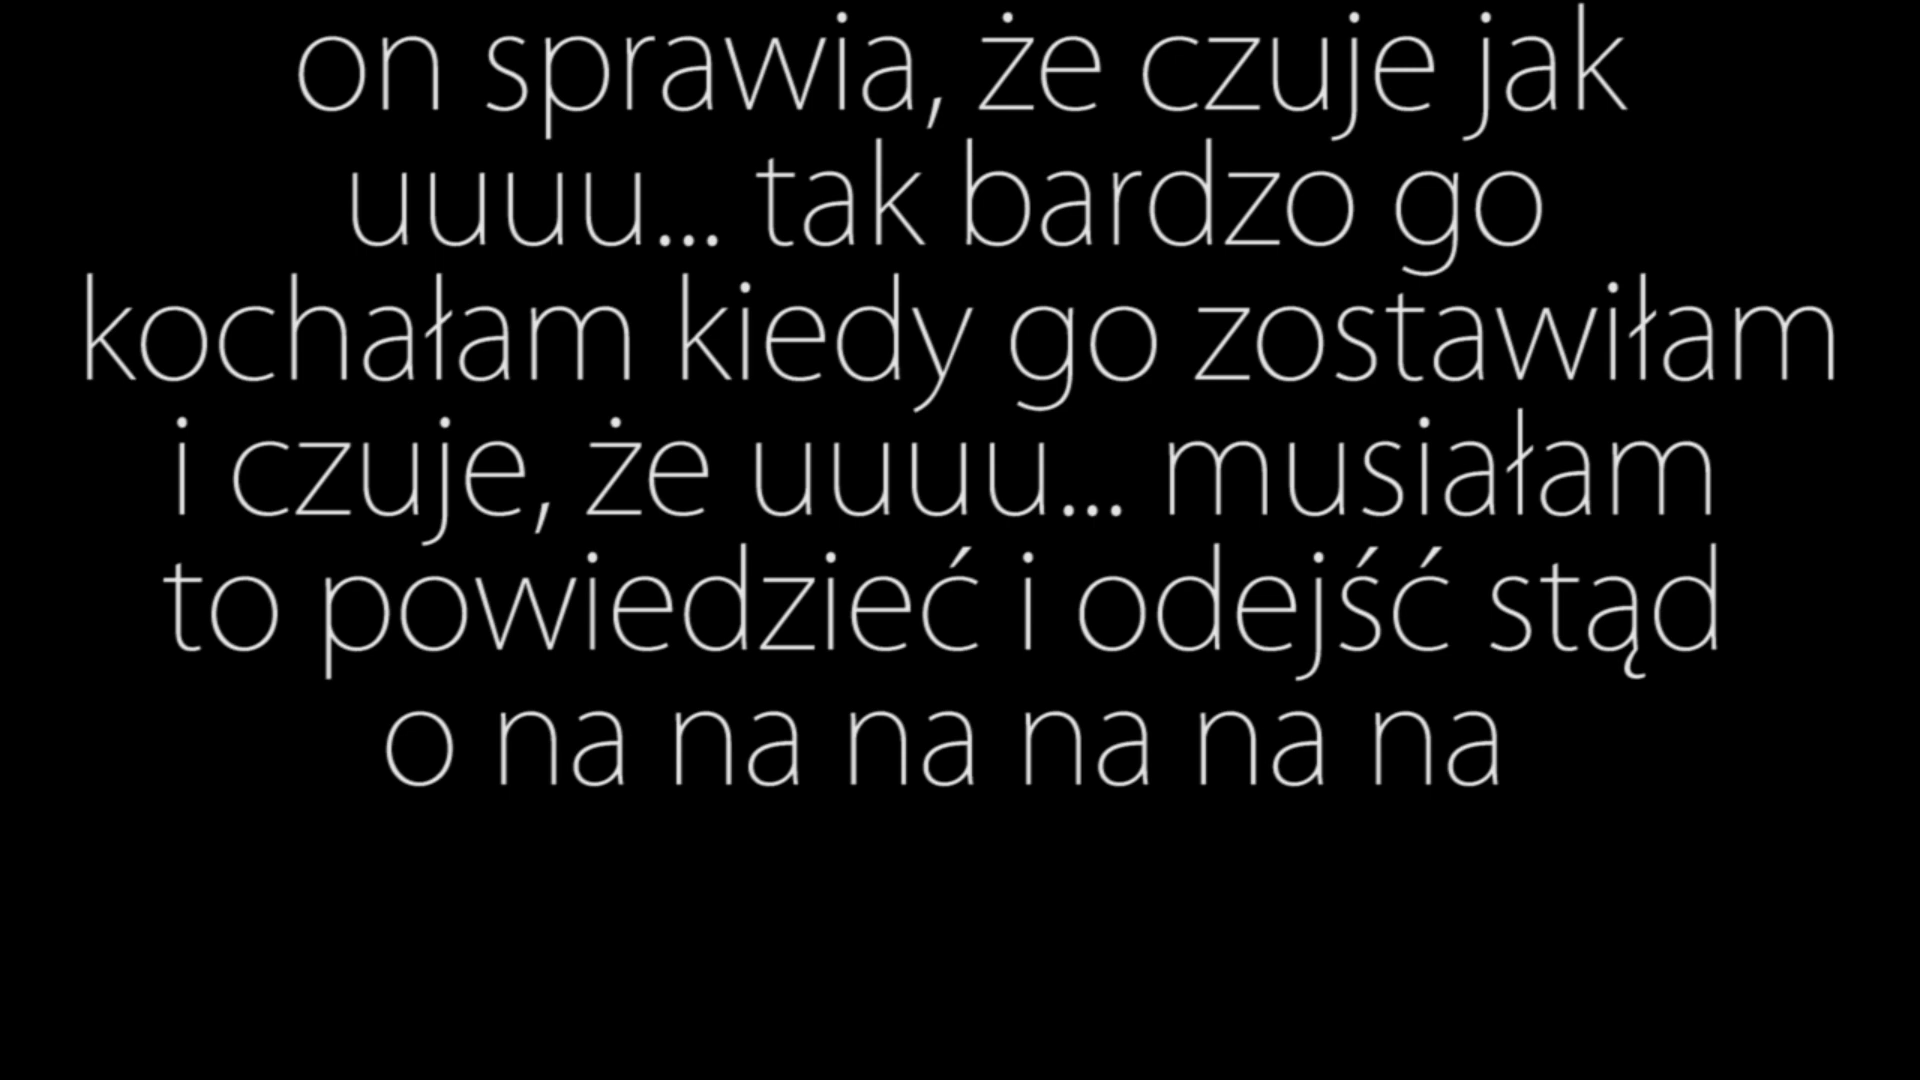 on sprawia, że czuje jak
uuuu... tak bardzo go
kochałam kiedy go zostawiłam
i czuje, że uuuu... musiałam
to powiedzieć i odejść stąd
o na na na na na na